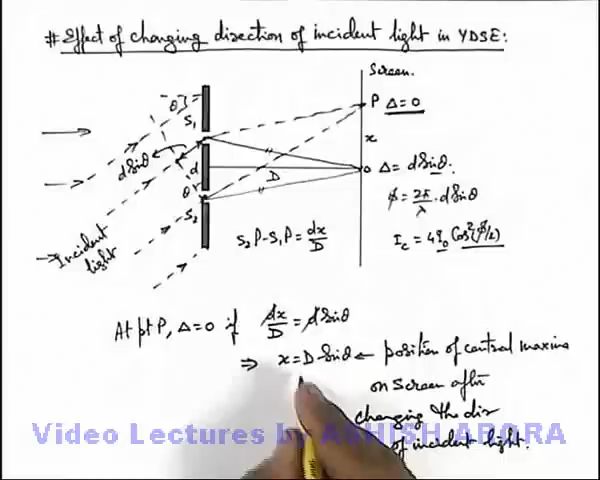 # Effect of changing direction of incident light in YDSE:
Screen.
θ
S₁
P Δ = 0
x
dSinθ
d
D
O Δ = dSinθ.
θ
S₂
ϕ = 2π/λ · dSinθ
Incident
light
S₂P - S₁P = dx/D
I_c = 4I₀ Cos²(ϕ/2)
At pt P, Δ = 0 if dx/D = dSinθ
⇒ x = D Sinθ ← position of central maxima
on screen after
changing the dir
of incident light.
Video Lectures by ASHISH ARORA